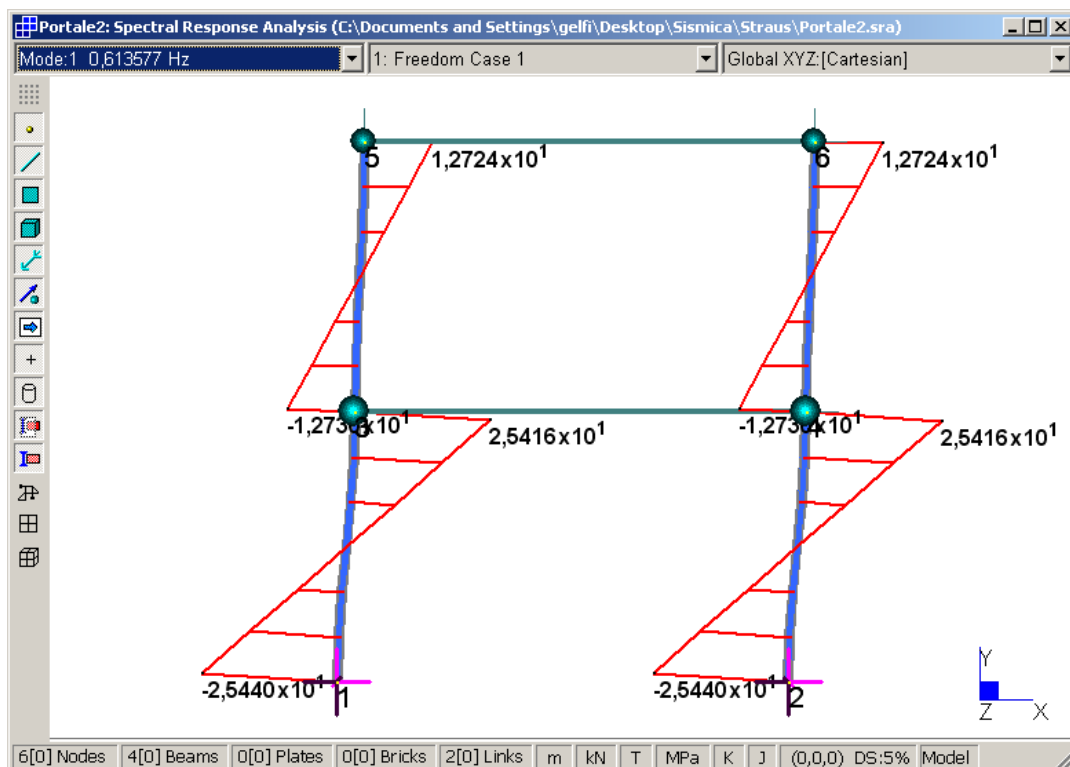 Portale2: Spectral Response Analysis (C:\Documents and Settings\gelfi\Desktop\Sismica\Straus\Portale2.sra)
Mode:1 0,613577 Hz
1: Freedom Case 1
Global XYZ:[Cartesian]
5
1,2724x10¹
6
1,2724x10¹
3
2,5416x10¹
4
2,5416x10¹
-2,5440x10¹
1
-2,5440x10¹
2
Y
Z X
6[0] Nodes 4[0] Beams 0[0] Plates 0[0] Bricks 2[0] Links m kN T MPa K J (0,0,0) DS:5% Model